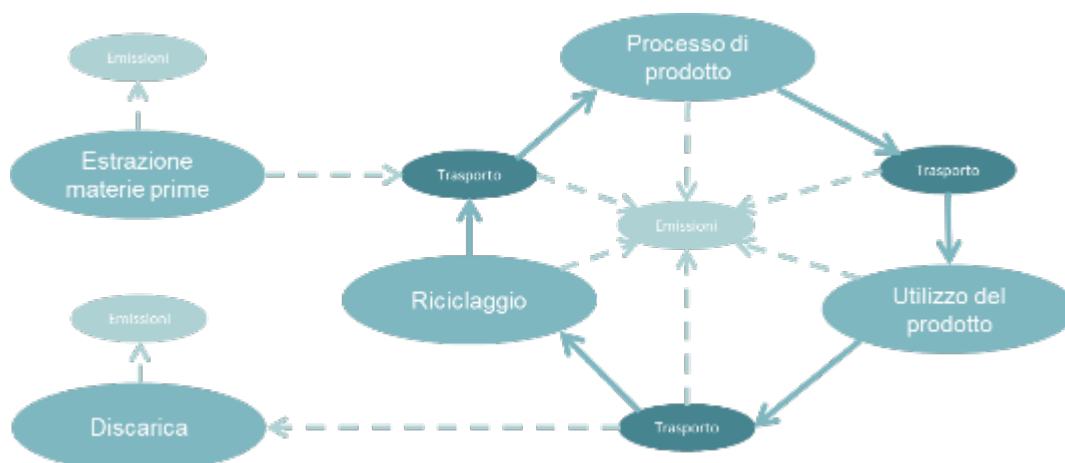 Processo di
prodotto
Emissioni
Estrazione
materie prime
Trasporto
Trasporto
Emissioni
Riciclaggio
Utilizzo del
prodotto
Emissioni
Discarica
Trasporto